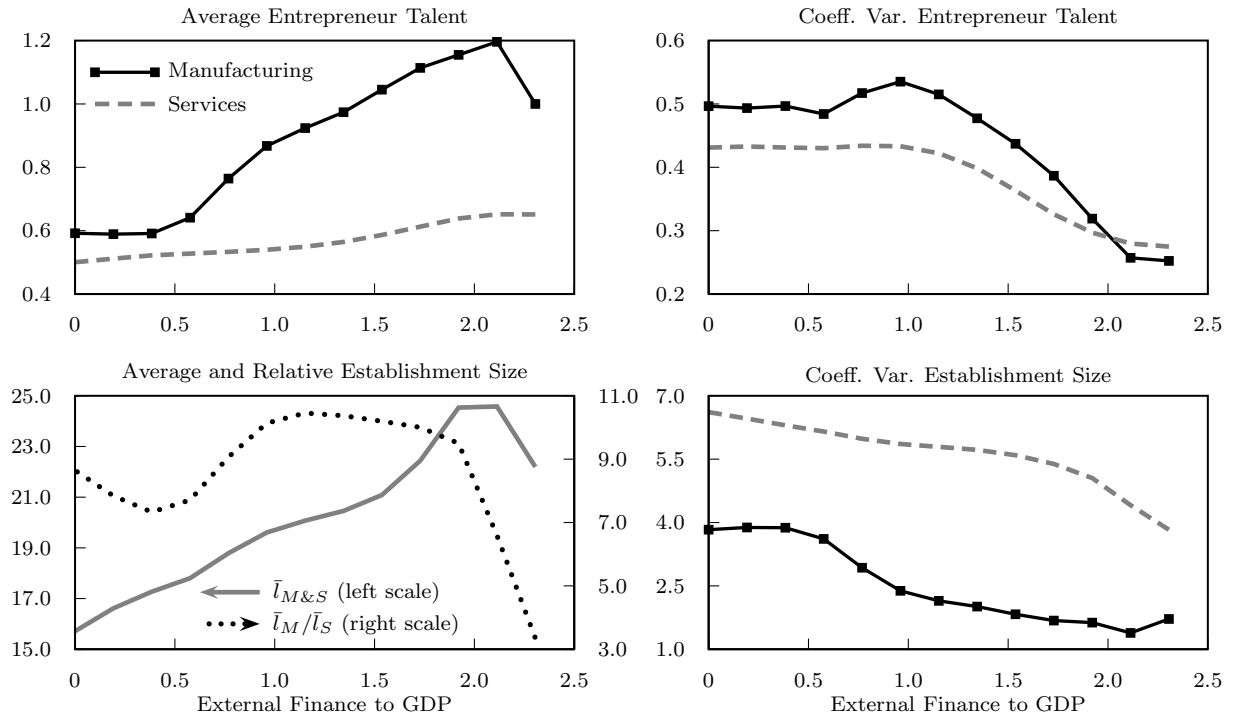 Average Entrepreneur Talent
1.2
1.0
0.8
0.6
0.4
Manufacturing
Services
0 0.5 1.0 1.5 2.0 2.5
Coeff. Var. Entrepreneur Talent
0.6
0.5
0.4
0.3
0.2
0 0.5 1.0 1.5 2.0 2.5
Average and Relative Establishment Size
25.0
23.0
21.0
19.0
17.0
15.0
11.0
9.0
7.0
5.0
3.0
l̄_{M&S} (left scale)
l̄_M/l̄_S (right scale)
0 0.5 1.0 1.5 2.0 2.5
External Finance to GDP
Coeff. Var. Establishment Size
7.0
5.5
4.0
2.5
1.0
0 0.5 1.0 1.5 2.0 2.5
External Finance to GDP